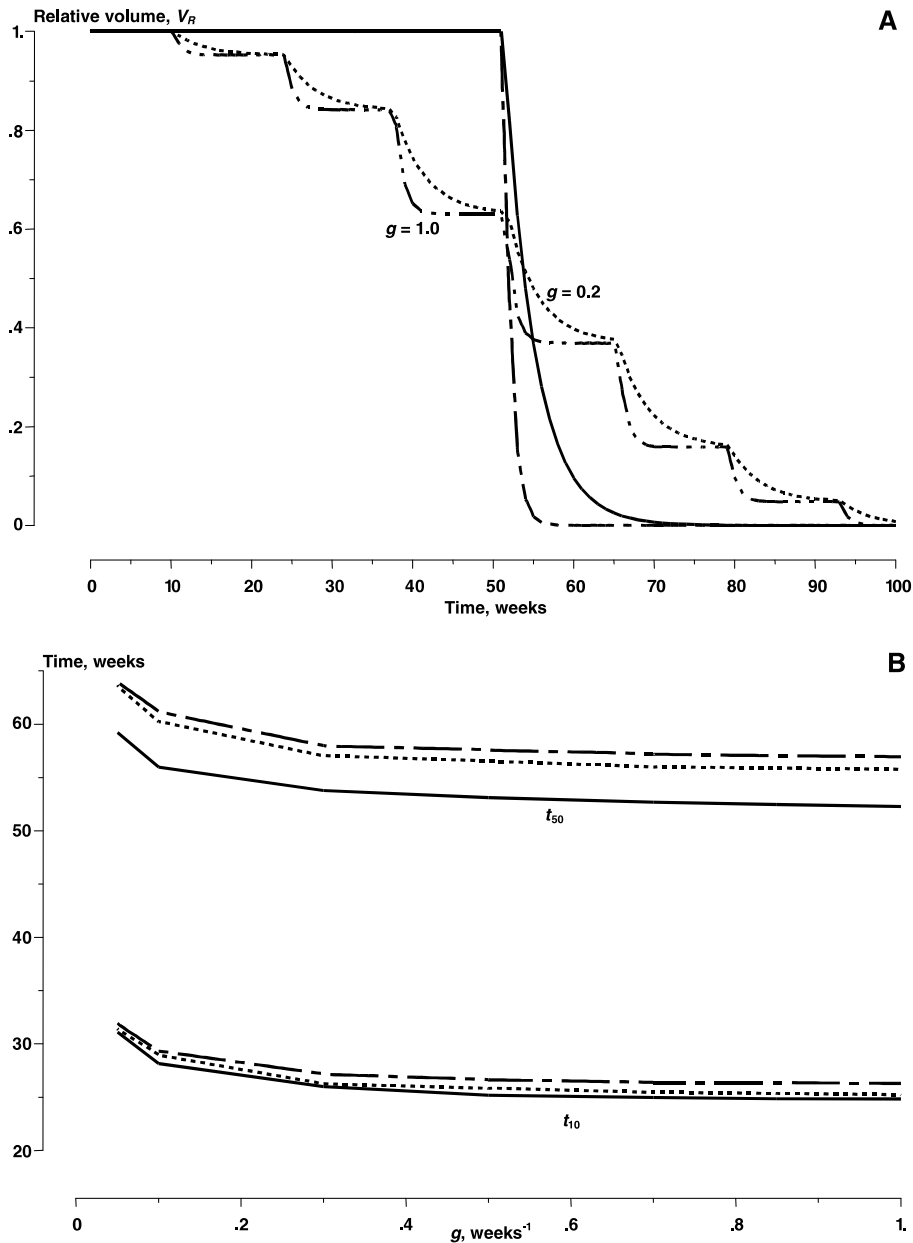 Relative volume, V_R
A
1.
.8
.6
.4
.2
0
g = 1.0
g = 0.2
0 10 20 30 40 50 60 70 80 90 100
Time, weeks
Time, weeks
B
60
50
40
30
20
t50
t10
0 .2 .4 .6 .8 1.
g, weeks⁻¹